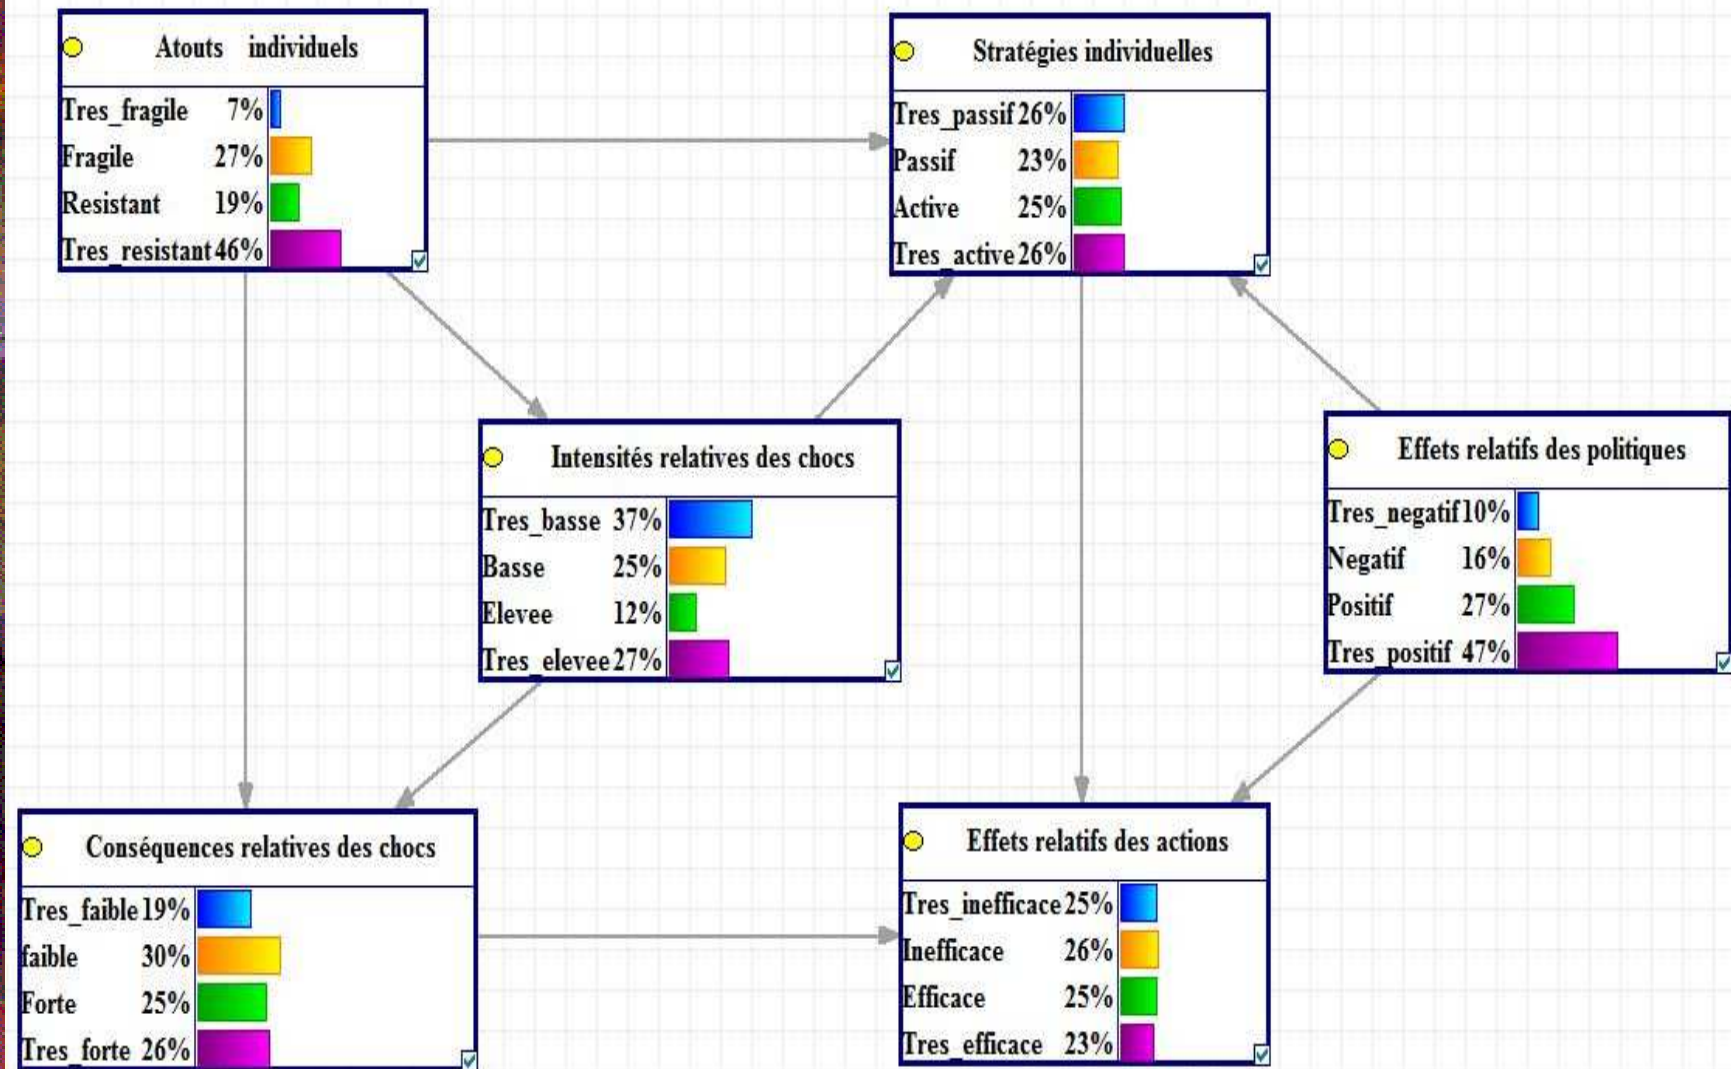 Atouts individuels
Tres_fragile 7%
Fragile 27%
Resistant 19%
Tres_resistant 46%
Stratégies individuelles
Tres_passif 26%
Passif 23%
Active 25%
Tres_active 26%
Intensités relatives des chocs
Tres_basse 37%
Basse 25%
Elevee 12%
Tres_elevee 27%
Effets relatifs des politiques
Tres_negatif 10%
Negatif 16%
Positif 27%
Tres_positif 47%
Conséquences relatives des chocs
Tres_faible 19%
faible 30%
Forte 25%
Tres_forte 26%
Effets relatifs des actions
Tres_inefficace 25%
Inefficace 26%
Efficace 25%
Tres_efficace 23%